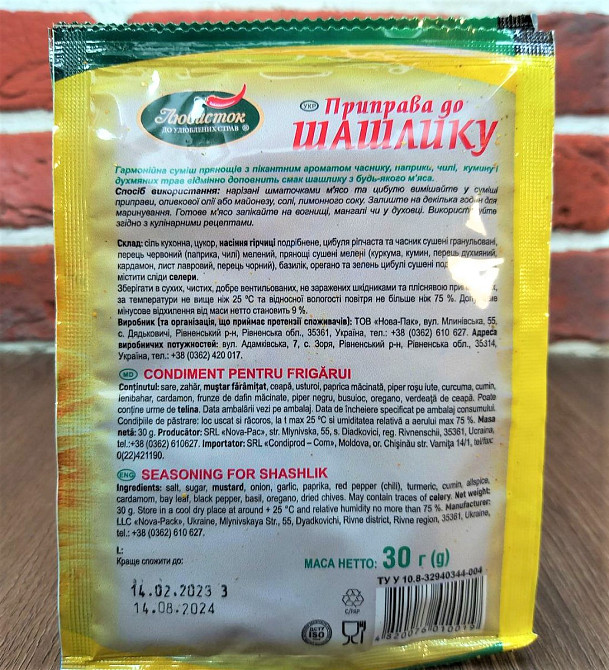 Любисток
ДО УЛЮБЛЕНИХ СТРАВ ®
УКР
Приправа до
ШАШЛИКУ
Гармонійна суміш прянощів з пікантним ароматом часнику, паприки, чилі, кумину і
духмяних трав відмінно доповнить смак шашлику з будь-якого м'яса.
Спосіб використання: нарізані шматочками м'ясо та цибулю вимішайте у суміші
приправи, оливкової олії або майонезу, солі, лимонного соку. Залиште на декілька годин для
маринування. Готове м'ясо запікайте на вогнищі, мангалі чи у духовці.
згідно з кулінарними рецептами.
Склад: сіль кухонна, цукор, насіння гірчиці подрібнене, цибуля ріпчаста та часник сушені гранульовані,
перець червоний (паприка, чилі) мелений, прянощі сушені мелені (куркума, кумин, перець духмяний,
кардамон, лист лавровий, перець чорний), базилік, орегано та зелень цибулі сушені
містити сліди селери.
Зберігати в сухих, чистих, добре вентильованих, не заражених шкідниками та пліснявою при
за температури не вище ніж 25 °С та відносної вологості повітря не більше ніж 75 %.
мінусове відхилення від маси нетто становить 9 %.
Виробник (та організація, що приймає претензії споживачів): ТОВ «Нова-Пак», вул. Млинівська, 55,
с. Дядьковичі, Рівненський р-н, Рівненська обл., 35361, Україна, тел.: +38 (0362) 610 627. Адреса
виробничих потужностей: вул. Адамківська, 7, с. Зоря, Рівненський р-н, Рівненська обл., 35314,
Україна, тел.: +38 (0362) 420 017.
MD CONDIMENT PENTRU FRIGĂRUI
Conținutul: sare, zahăr, muștar fărâmițat, ceapă, usturoi, paprica măcinată, piper roșu iute, curcuma, cumin,
ienibahar, cardamon, frunze de dafin măcinate, piper negru, busuioc, oregano, verdeață de ceapă. Poate
conține urme de telina. Data ambalării vezi pe ambalaj. Data de încheiere specificat pe ambalaj consumului.
Condițiile de păstrare: loc uscat si răcoros, la t max 25 °C si umiditatea relativă a aerului max 75 %. Masa
netă: 30 g. Producător: SRL «Nova-Pac», str. Mlynivska, 55, s. Diadkovici, reg. Rivnenschii, 35361, Ucraina,
tel.:+38 (0362) 610627. Importator: SRL «Condiprod – Com», Moldova, or. Chișinău str. Varnița 14/1, tel/fax:
0(22)421190.
ENG SEASONING FOR SHASHLIK
Ingredients: salt, sugar, mustard, onion, garlic, paprika, red pepper (chili), turmeric, cumin, allspice,
cardamom, bay leaf, black pepper, basil, oregano, dried chives. May contain traces of celery. Net weight:
30 g. Store in a cool dry place at around + 25 °C and relative humidity no more than 75 %. Manufacturer:
LLC «Nova-Pack», Ukraine, Mlynivskaya Str., 55, Dyadkovichi, Rivne district, Rivne region, 35361, Ukraine,
tel.: +38 (0362) 610 627.
L:
Краще спожити до:
МАСА НЕТТО: 30 г (g)
14.02.2023 3
14.08.2024
ТУ У 10.8-32940344-004
C/PAP
ДСТУ
ISO